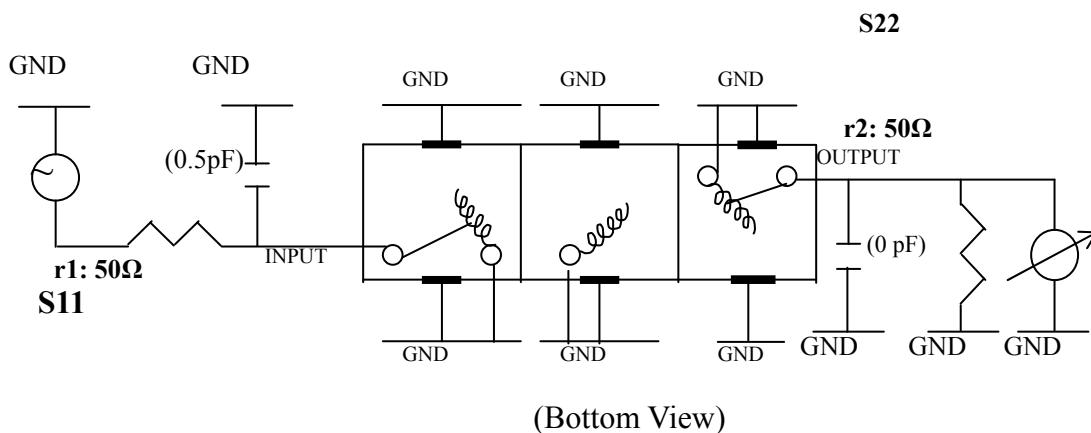 S22
GND
GND
GND
GND
GND
r2: 50Ω
(0.5pF)
OUTPUT
INPUT
(0 pF)
r1: 50Ω
S11
GND
GND
GND
GND
GND
GND
(Bottom View)